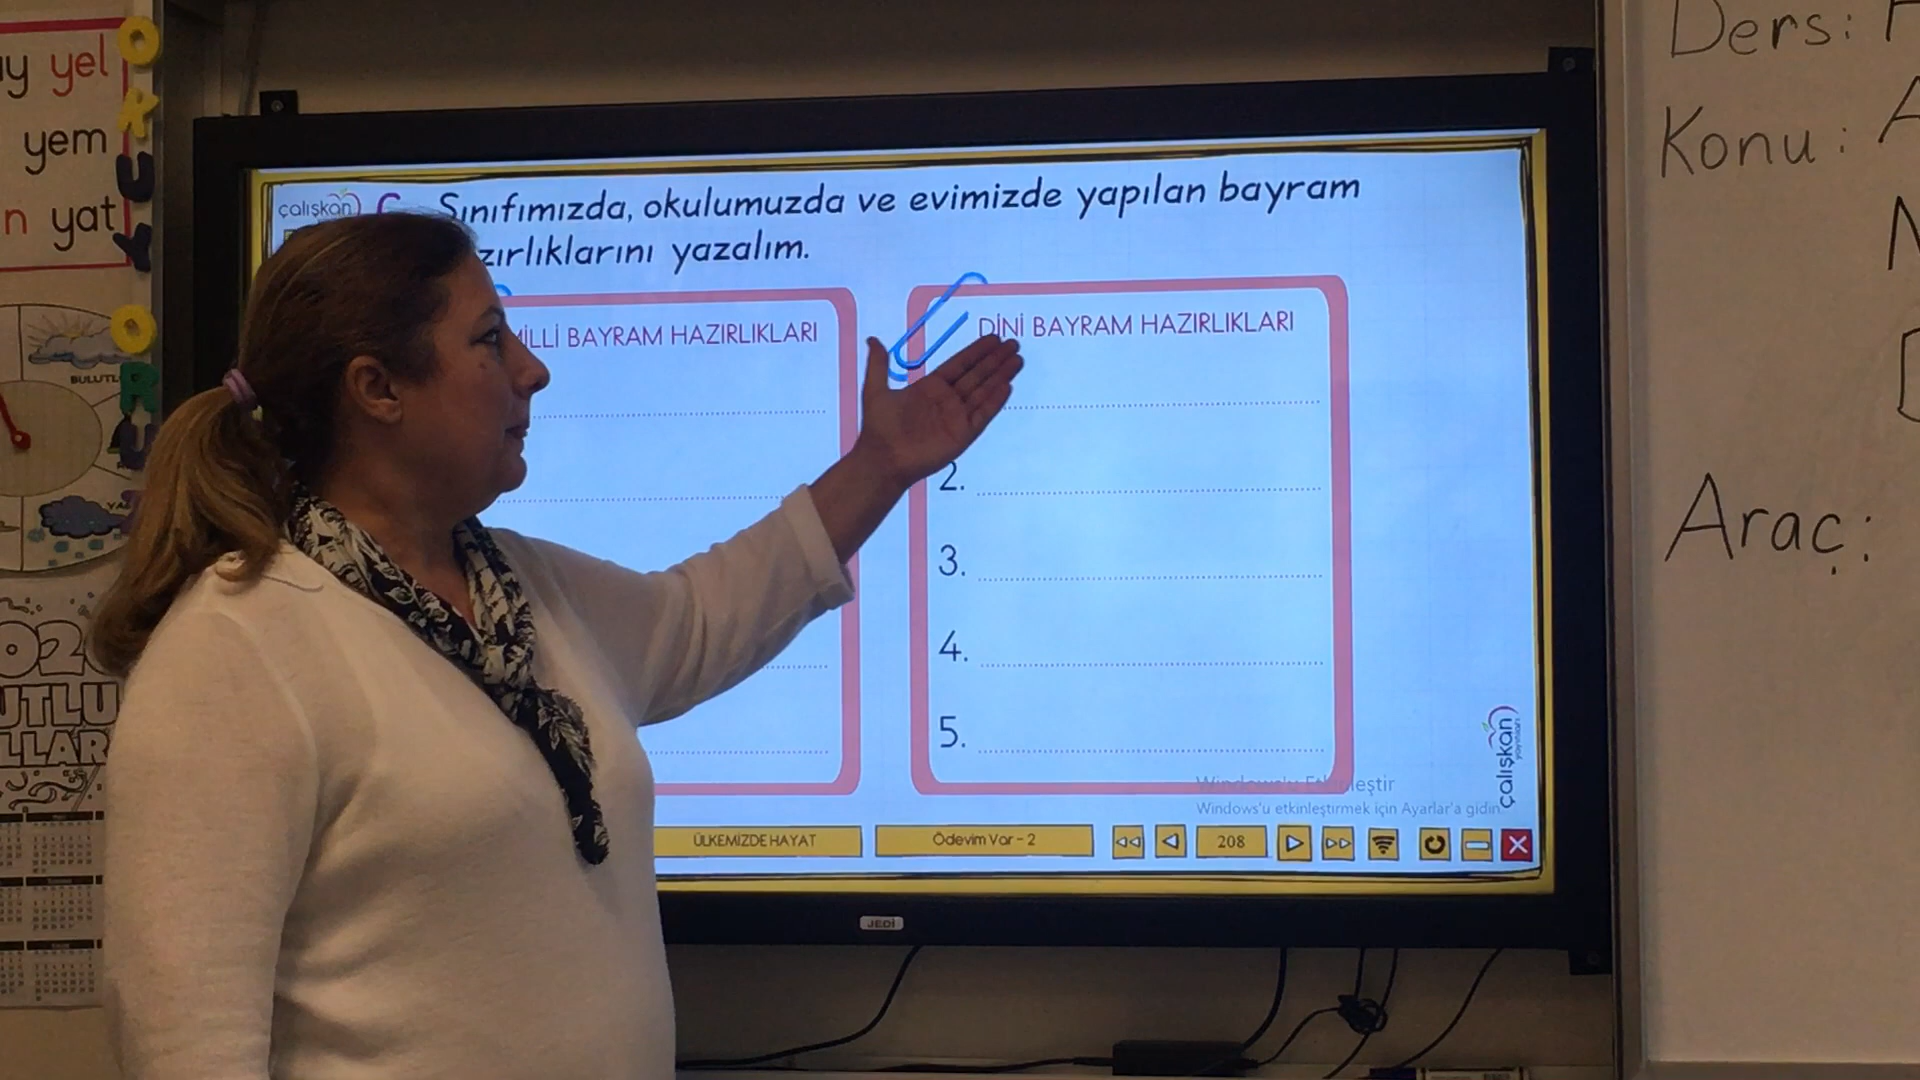 yel
yem
yat
OKUYORUZ
çalışkan
Sınıfımızda, okulumuzda ve evimizde yapılan bayram
yazalım.
BAYRAM HAZIRLIKLARI
DİNİ BAYRAM HAZIRLIKLARI
2.
3.
4.
5.
çalışkan
Windows'u etkinleştirmek için Ayarlar'a gidin.
ÜLKEMİZDE HAYAT
Ödevim Var - 2
208
JEDİ
Ders:
Konu:
Araç: